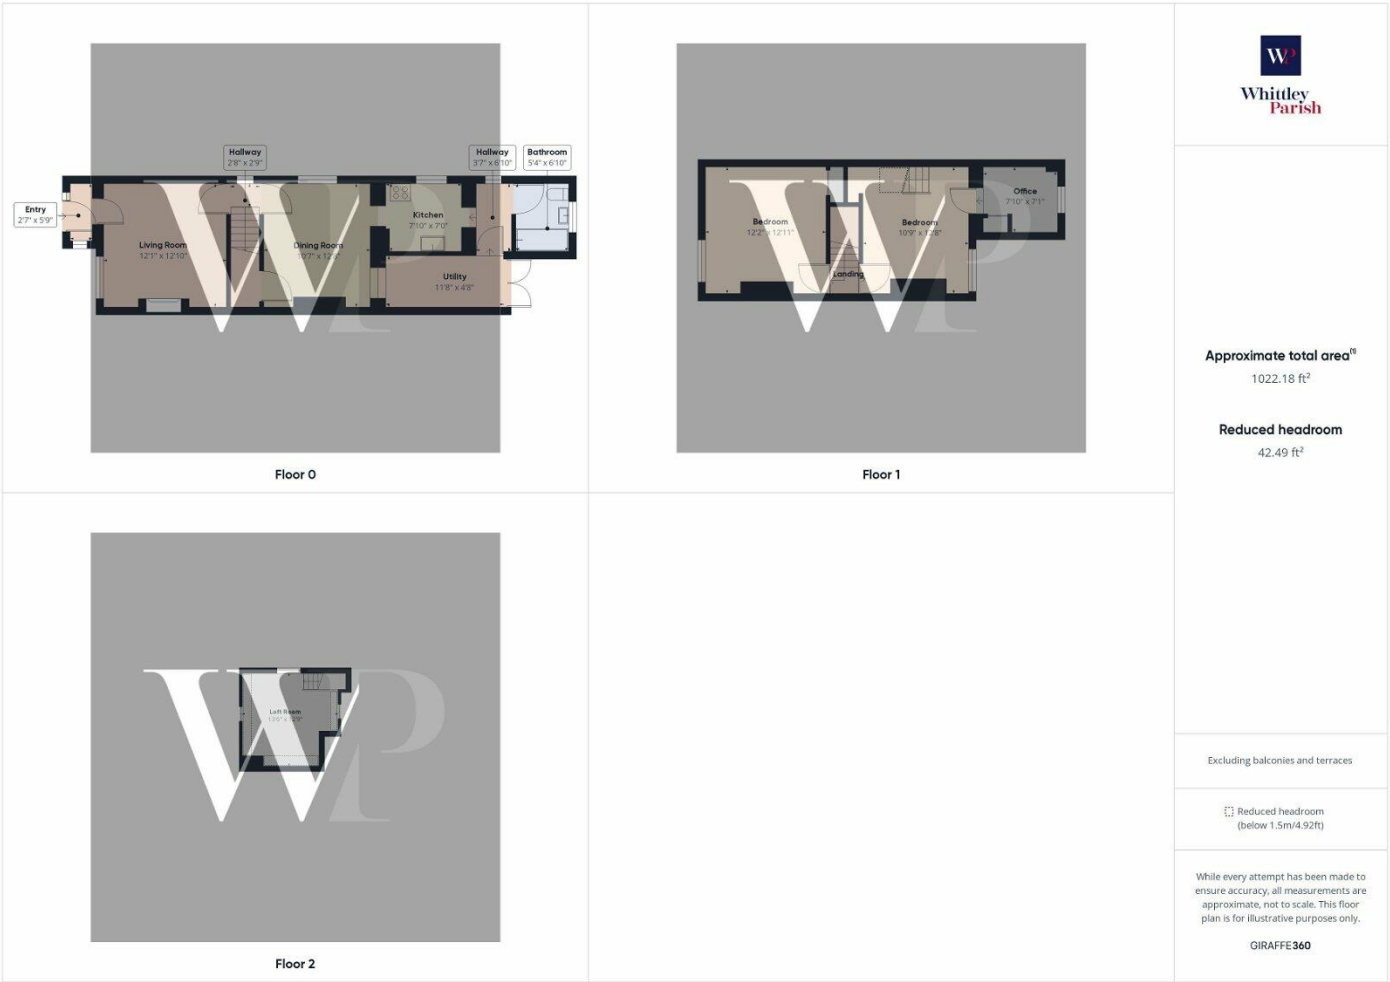 Hallway
2'8" x 2'9"
Hallway
3'7" x 6'10"
Bathroom
5'4" x 6'10"
Entry
2'7" x 5'9"
Kitchen
7'10" x 7'0"
Living Room
12'1" x 12'10"
Dining Room
Utility
11'8" x 4'8"
Floor 0
Bedroom
12'2" x 12'11"
Bedroom
10'9" x 12'8"
Office
7'10" x 7'1"
Landing
Floor 1
Loft Room
Floor 2
WP
WP
WP
WP
Whittley
Parish
Approximate total area(1)
1022.18 ft²
Reduced headroom
42.49 ft²
Excluding balconies and terraces
Reduced headroom
(below 1.5m/4.92ft)
While every attempt has been made to
ensure accuracy, all measurements are
approximate, not to scale. This floor
plan is for illustrative purposes only.
GIRAFFE360